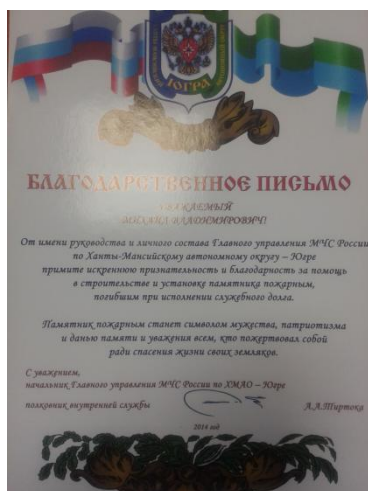 ЮГРА
БЛАГОДАРСТВЕННОЕ ПИСЬМО
УВАЖАЕМЫЙ
МИХАИЛ ВЛАДИМИРОВИЧ!
От имени руководства и личного состава Главного управления МЧС России
по Ханты-Мансийскому автономному округу – Югре
примите искреннюю признательность и благодарность за помощь
в строительстве и установке памятника пожарным,
погибшим при исполнении служебного долга.
Памятник пожарным станет символом мужества, патриотизма
и данью памяти и уважения всем, кто пожертвовал собой
ради спасения жизни своих земляков.
С уважением,
начальник Главного управления МЧС России по ХМАО – Югре
полковник внутренней службы
А.А.Тиртока
2014 год